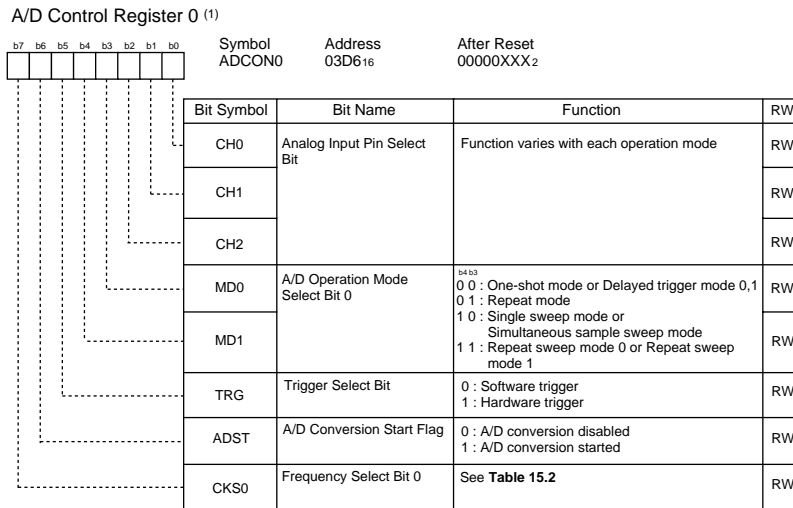 A/D Control Register 0 (1)
b7 b6 b5 b4 b3 b2 b1 b0
Symbol Address After Reset
ADCON0 03D616 00000XXX2
Bit Symbol Bit Name Function RW
CH0 Analog Input Pin Select Bit Function varies with each operation mode RW
CH1 RW
CH2 RW
MD0 A/D Operation Mode Select Bit 0 RW
b4 b3
0 0 : One-shot mode or Delayed trigger mode 0,1
0 1 : Repeat mode
1 0 : Single sweep mode or
Simultaneous sample sweep mode
1 1 : Repeat sweep mode 0 or Repeat sweep
mode 1
MD1 RW
TRG Trigger Select Bit 0 : Software trigger RW
1 : Hardware trigger
ADST A/D Conversion Start Flag 0 : A/D conversion disabled RW
1 : A/D conversion started
CKS0 Frequency Select Bit 0 See Table 15.2 RW